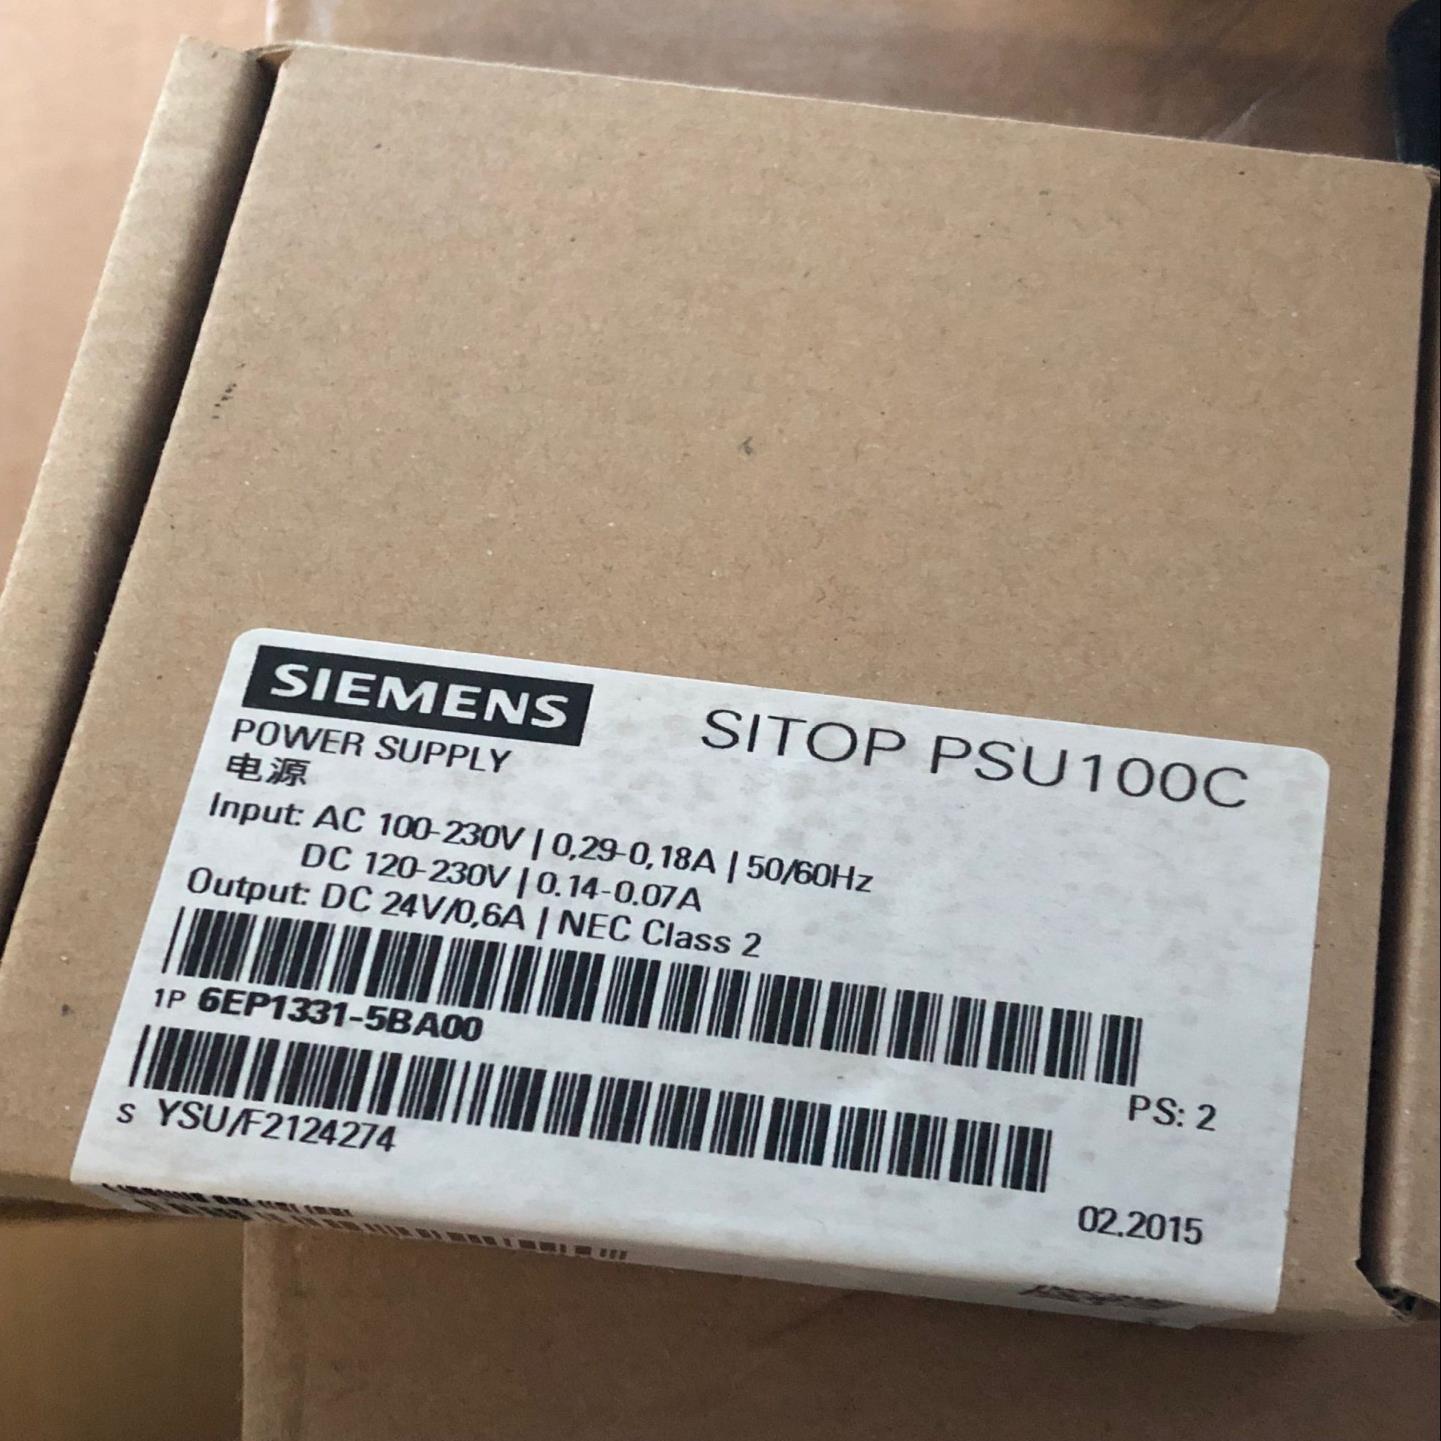 SIEMENS
SITOP PSU100C
POWER SUPPLY
电源
Input: AC 100-230V | 0,29-0,18A | 50/60Hz
DC 120-230V | 0.14-0.07A
Output: DC 24V/0,6A | NEC Class 2
1P 6EP1331-5BA00
PS: 2
S YSU/F2124274
02.2015